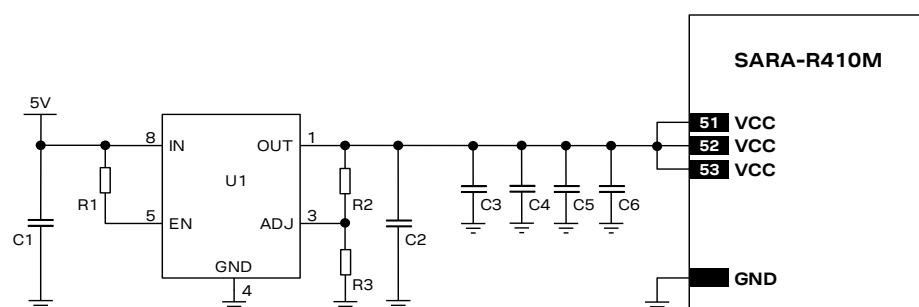 SARA-R410M
5V
51 VCC
8 IN OUT 1
52 VCC
53 VCC
U1
R1
R2
C3 C4 C5 C6
5 EN ADJ 3
C1
C2
GND
R3
4
GND